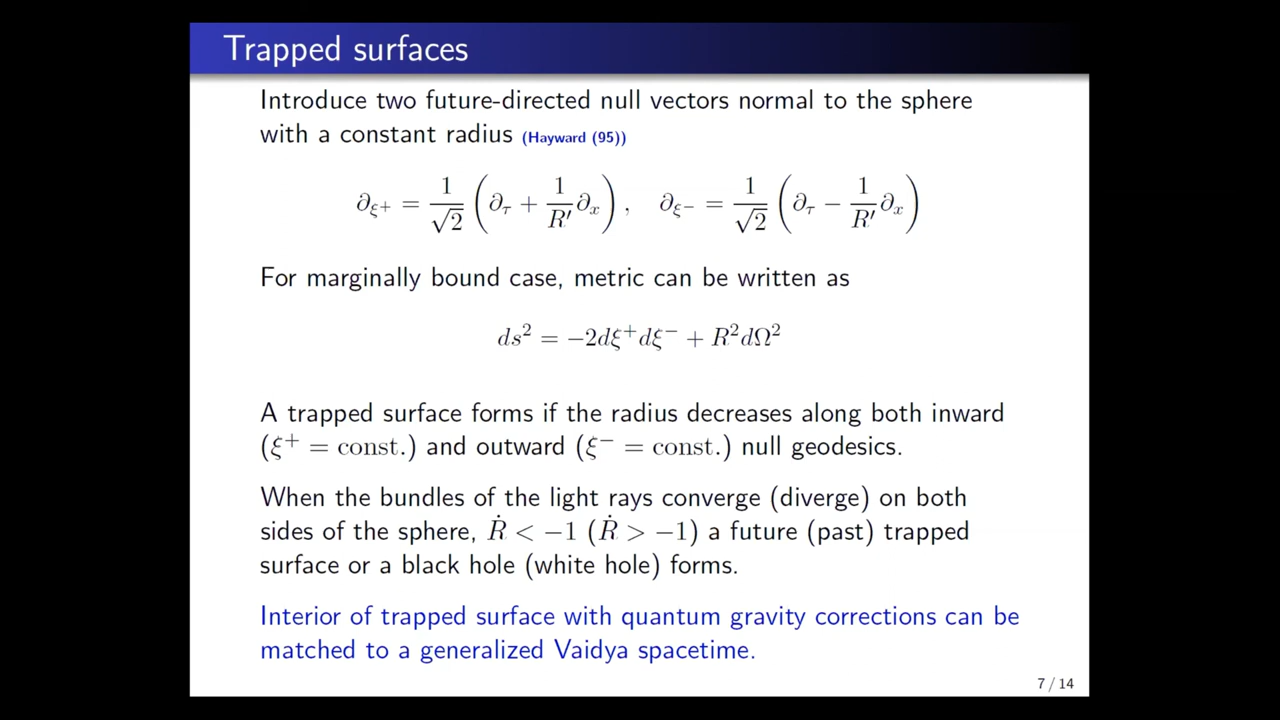 Trapped surfaces
Introduce two future-directed null vectors normal to the sphere
with a constant radius (Hayward (95))
∂_{ξ⁺} = 1/√2 (∂_τ + 1/R′ ∂_x), ∂_{ξ⁻} = 1/√2 (∂_τ − 1/R′ ∂_x)
For marginally bound case, metric can be written as
ds² = −2dξ⁺dξ⁻ + R²dΩ²
A trapped surface forms if the radius decreases along both inward
(ξ⁺ = const.) and outward (ξ⁻ = const.) null geodesics.
When the bundles of the light rays converge (diverge) on both
sides of the sphere, Ṙ < −1 (Ṙ > −1) a future (past) trapped
surface or a black hole (white hole) forms.
Interior of trapped surface with quantum gravity corrections can be
matched to a generalized Vaidya spacetime.
7 / 14